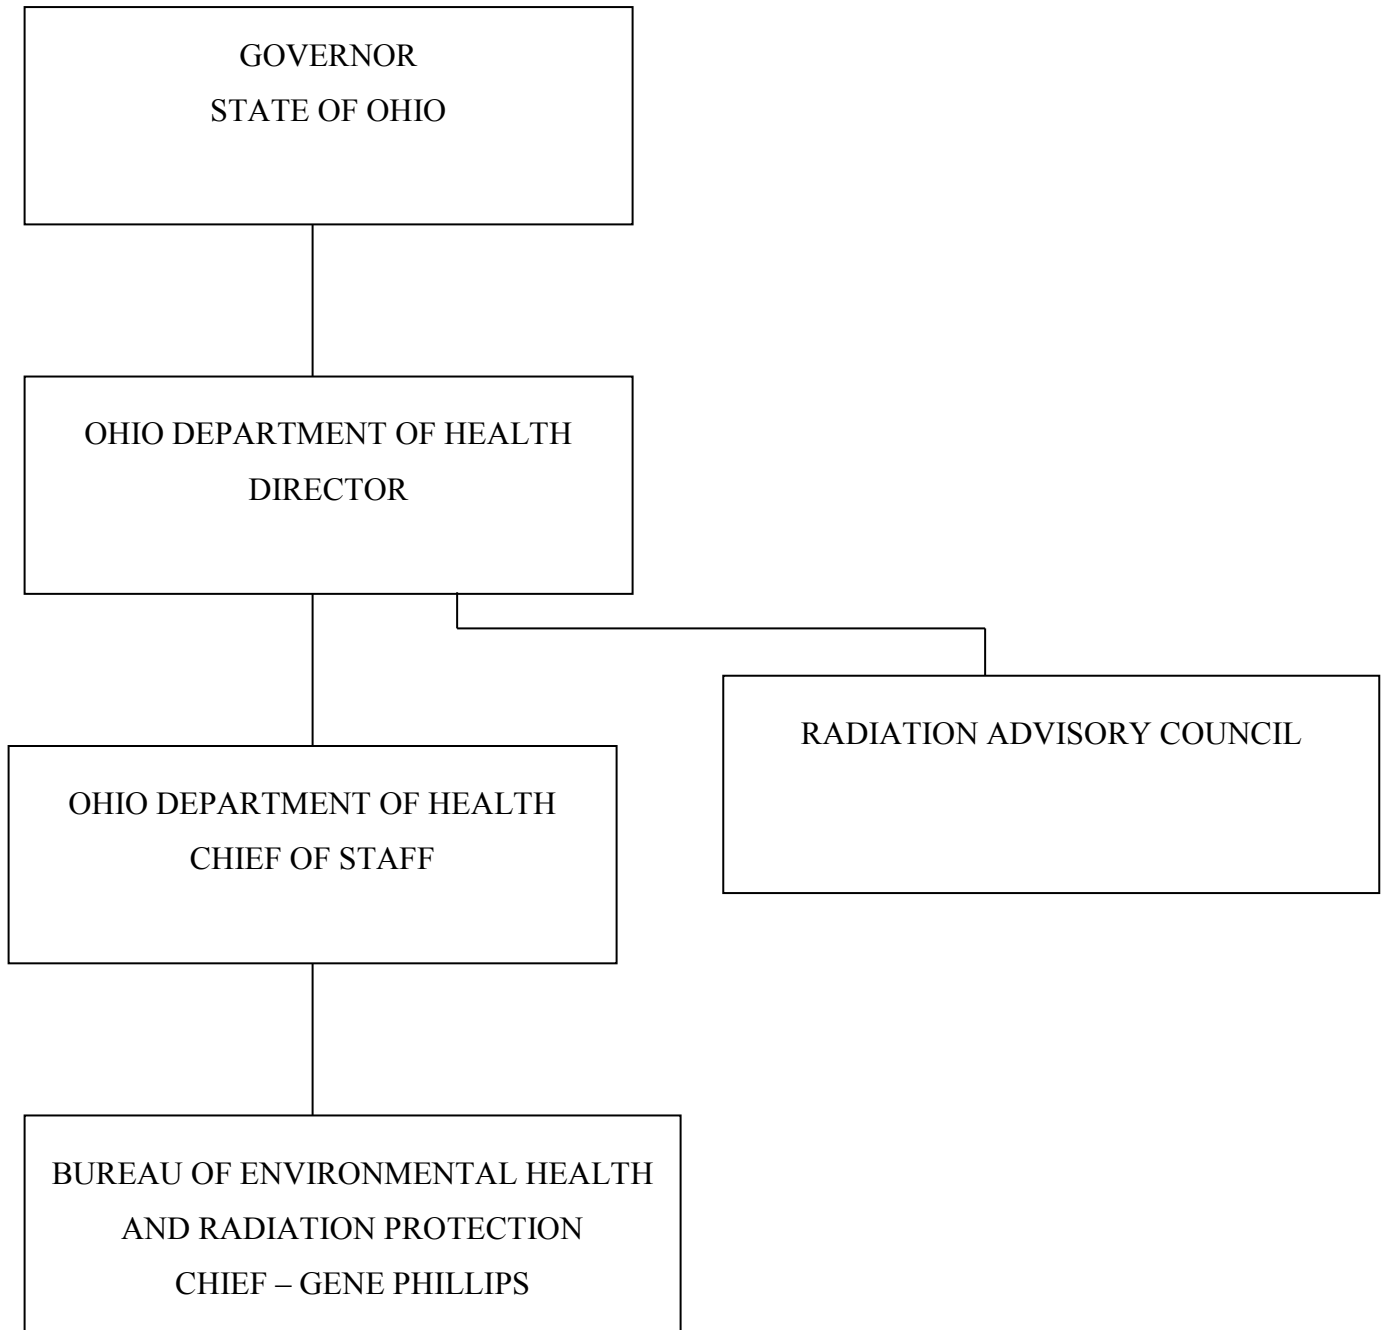 GOVERNOR
STATE OF OHIO
OHIO DEPARTMENT OF HEALTH
DIRECTOR
RADIATION ADVISORY COUNCIL
OHIO DEPARTMENT OF HEALTH
CHIEF OF STAFF
BUREAU OF ENVIRONMENTAL HEALTH
AND RADIATION PROTECTION
CHIEF – GENE PHILLIPS